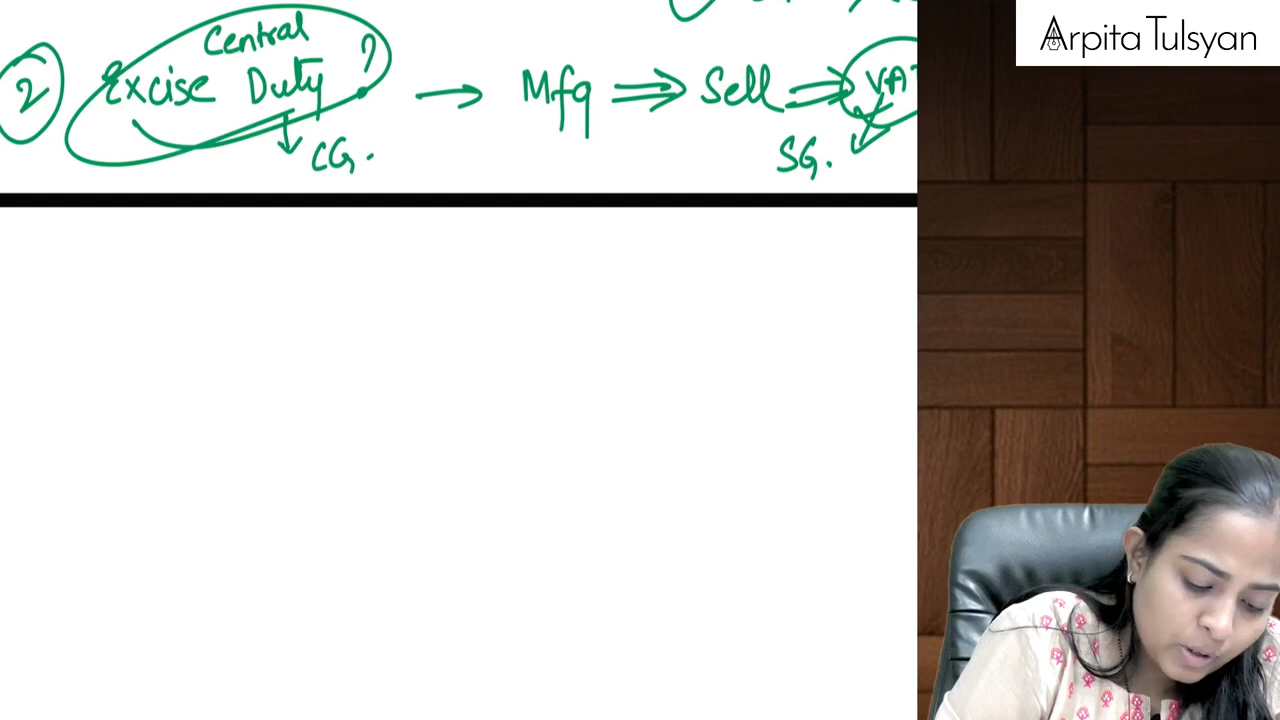 Arpita Tulsyan
Central
2 Excise Duty ? → Mfg ⇒ Sell ⇒ VAT
CG. SG.